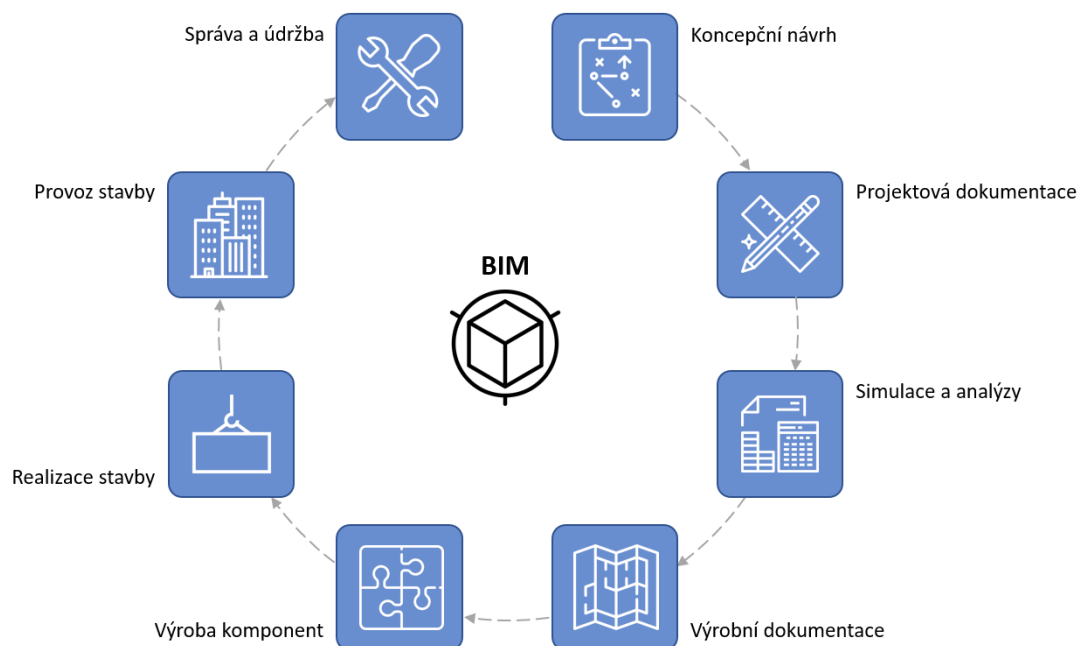 Správa a údržba
Koncepční návrh
Provoz stavby
Projektová dokumentace
BIM
Simulace a analýzy
Realizace stavby
Výroba komponent
Výrobní dokumentace